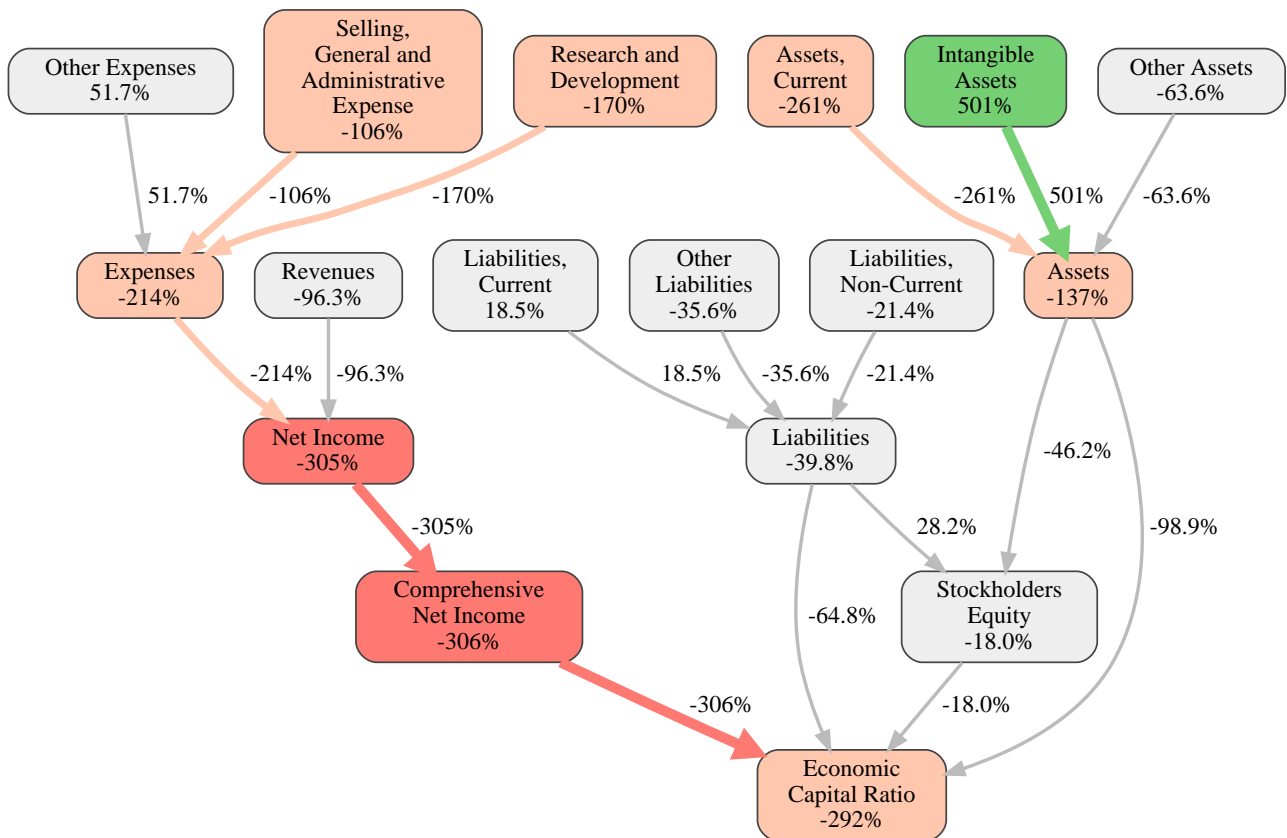 Other Expenses
51.7%
Selling,
General and
Administrative
Expense
-106%
Research and
Development
-170%
Assets,
Current
-261%
Intangible
Assets
501%
Other Assets
-63.6%
51.7%
-106%
-170%
-261%
501%
-63.6%
Expenses
-214%
Revenues
-96.3%
Liabilities,
Current
18.5%
Other
Liabilities
-35.6%
Liabilities,
Non-Current
-21.4%
Assets
-137%
-214%
-96.3%
18.5%
-35.6%
-21.4%
Net Income
-305%
Liabilities
-39.8%
-46.2%
-305%
28.2%
-98.9%
Comprehensive
Net Income
-306%
-64.8%
Stockholders
Equity
-18.0%
-306%
-18.0%
Economic
Capital Ratio
-292%